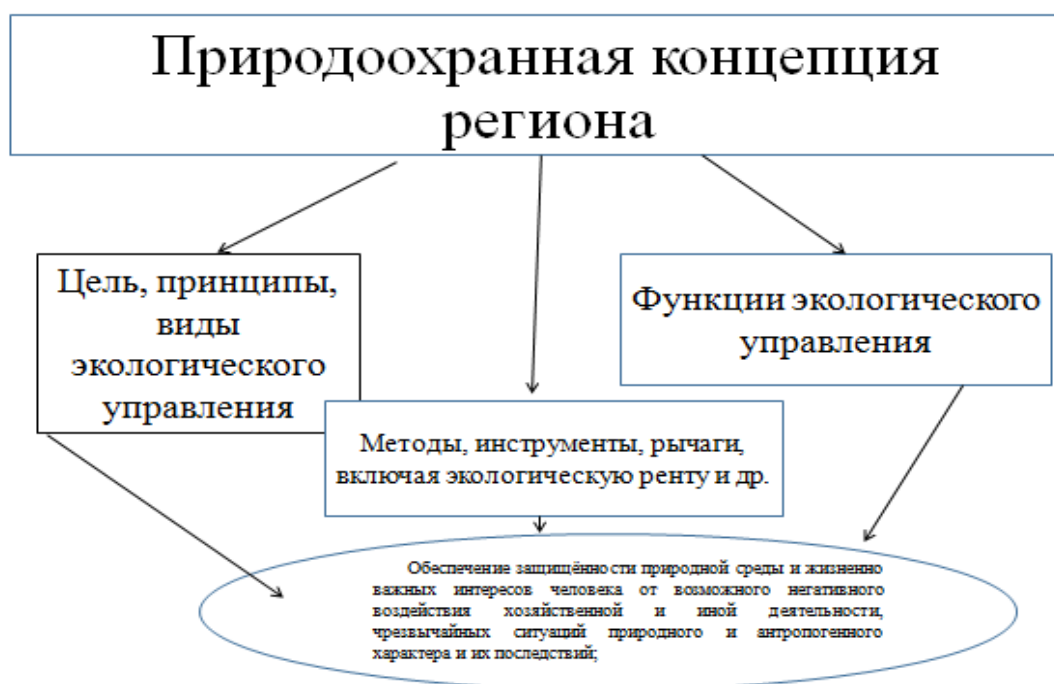 Природоохранная концепция
региона
Цель, принципы,
виды
экологического
управления
Функции экологического
управления
Методы, инструменты, рычаги,
включая экологическую ренту и др.
Обеспечение защищённости природной среды и жизненно
важных интересов человека от возможного негативного
воздействия хозяйственной и иной деятельности,
чрезвычайных ситуаций природного и антропогенного
характера и их последствий;